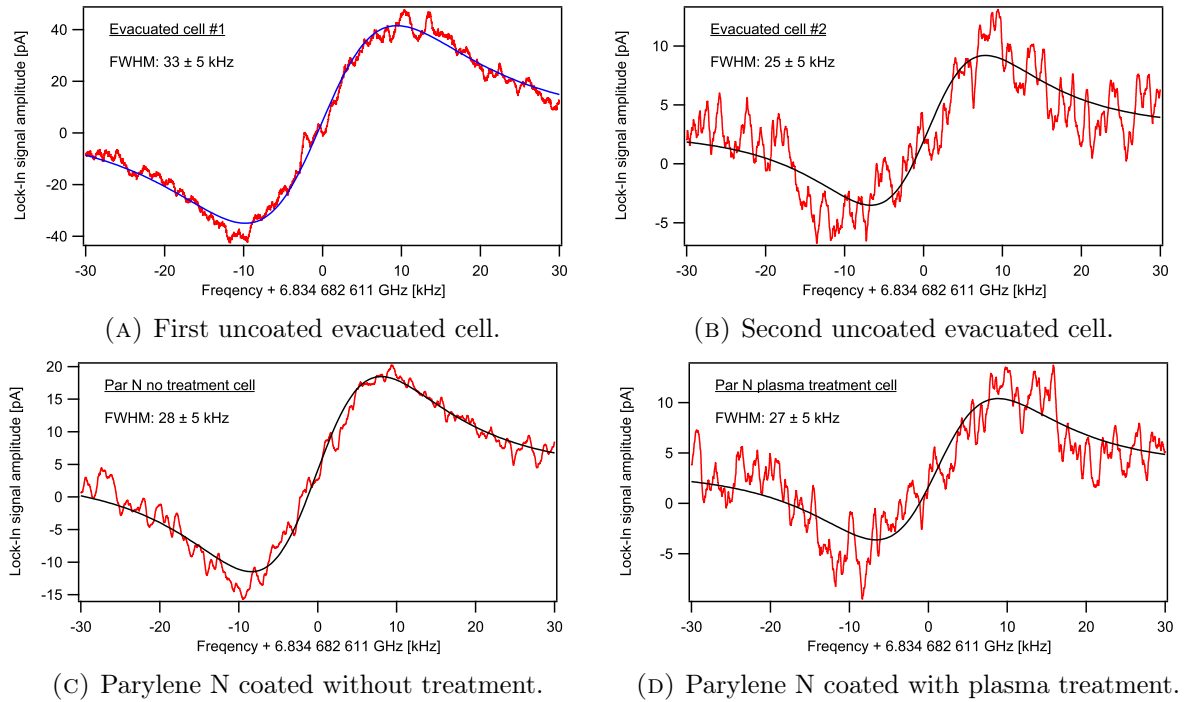 Evacuated cell #1
FWHM: 33 ± 5 kHz
Lock-In signal amplitude [pA]
40
20
0
-20
-40
-30
-20
-10
0
10
20
30
Freqency + 6.834 682 611 GHz [kHz]
(A) First uncoated evacuated cell.
Evacuated cell #2
FWHM: 25 ± 5 kHz
Lock-In signal amplitude [pA]
10
5
0
-5
-30
-20
-10
0
10
20
30
Freqency + 6.834 682 611 GHz [kHz]
(B) Second uncoated evacuated cell.
Par N no treatment cell
FWHM: 28 ± 5 kHz
Lock-In signal amplitude [pA]
20
15
10
5
0
-5
-10
-15
-30
-20
-10
0
10
20
30
Freqency + 6.834 682 611 GHz [kHz]
(C) Parylene N coated without treatment.
Par N plasma treatment cell
FWHM: 27 ± 5 kHz
Lock-In signal amplitude [pA]
10
5
0
-5
-30
-20
-10
0
10
20
30
Freqency + 6.834 682 611 GHz [kHz]
(D) Parylene N coated with plasma treatment.